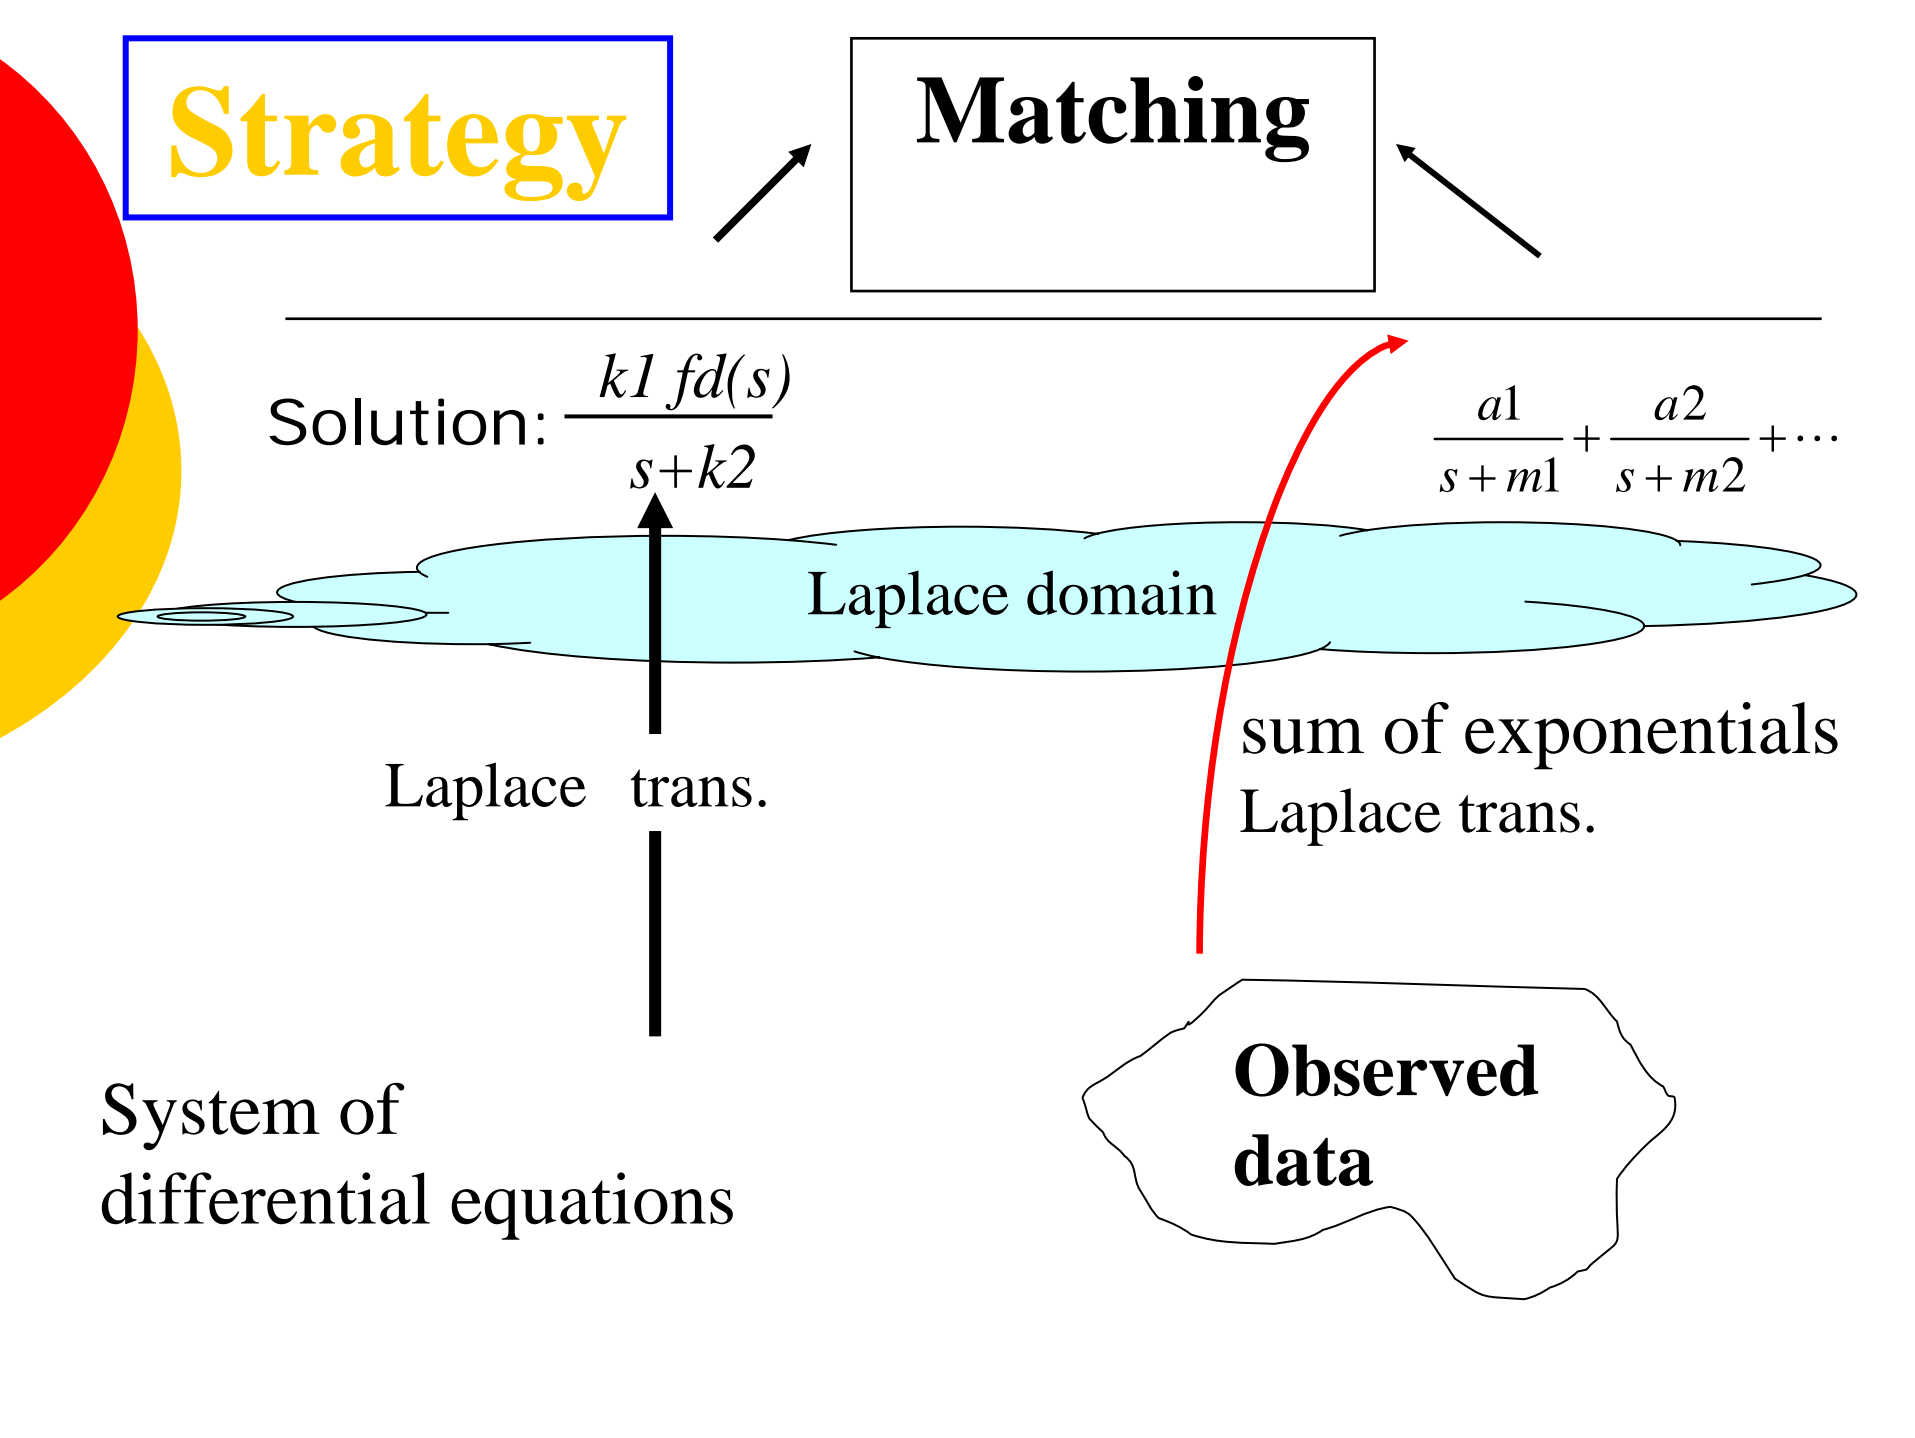 Strategy
Matching
Solution:
k1 fd(s)
s+k2
a1/(s+m1) + a2/(s+m2) + ⋯
Laplace domain
sum of exponentials
Laplace trans.
Laplace trans.
Observed
data
System of
differential equations